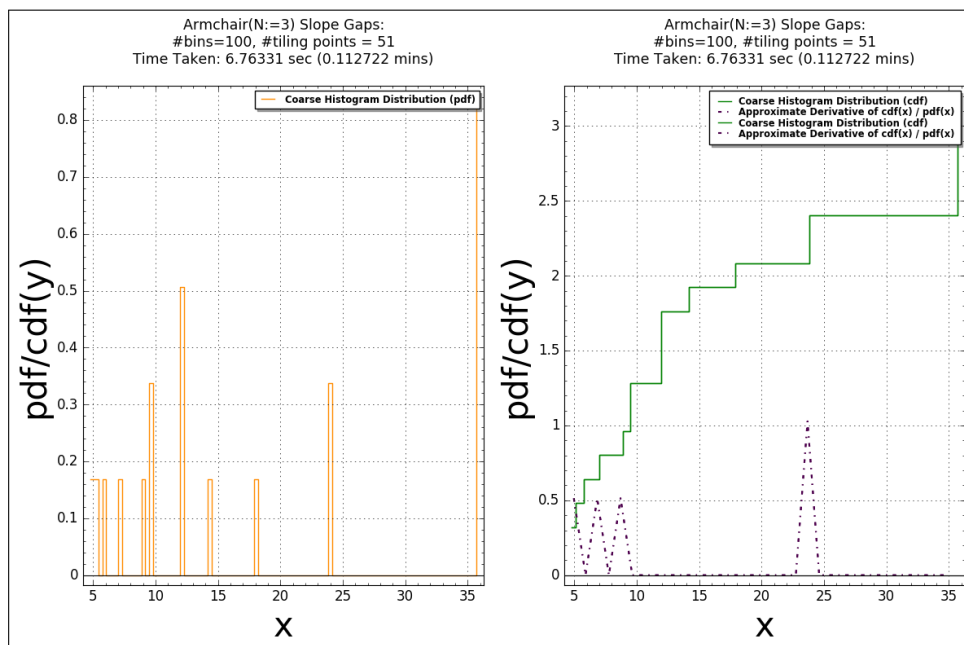 Armchair(N:=3) Slope Gaps:
#bins=100, #tiling points = 51
Time Taken: 6.76331 sec (0.112722 mins)
Coarse Histogram Distribution (pdf)
pdf/cdf(y)
0.8
0.7
0.6
0.5
0.4
0.3
0.2
0.1
0
5 10 15 20 25 30 35
x
Armchair(N:=3) Slope Gaps:
#bins=100, #tiling points = 51
Time Taken: 6.76331 sec (0.112722 mins)
Coarse Histogram Distribution (cdf)
Approximate Derivative of cdf(x) / pdf(x)
Coarse Histogram Distribution (cdf)
Approximate Derivative of cdf(x) / pdf(x)
pdf/cdf(y)
3
2.5
2
1.5
1
0.5
0
5 10 15 20 25 30 35
x